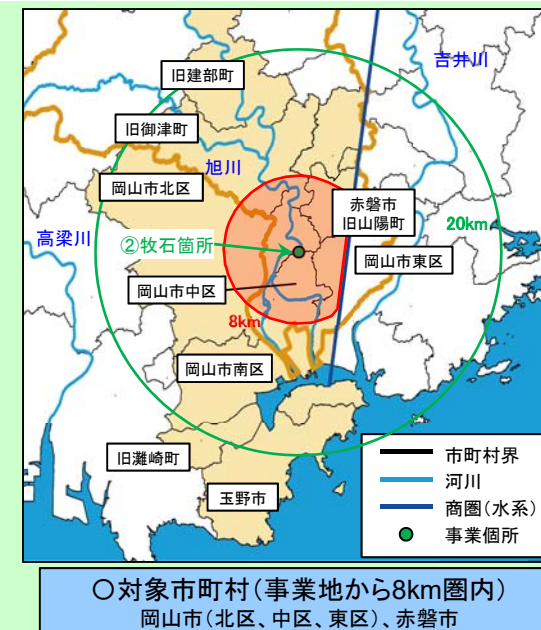 吉井川
旧建部町
旧御津町
旭川
岡山市北区
赤磐市
旧山陽町
20km
高梁川
②牧石箇所
岡山市東区
岡山市中区
8km
岡山市南区
旧灘崎町
玉野市
市町村界
河川
商圏(水系)
事業個所
〇対象市町村(事業地から8km圏内)
岡山市(北区、中区、東区)、赤磐市